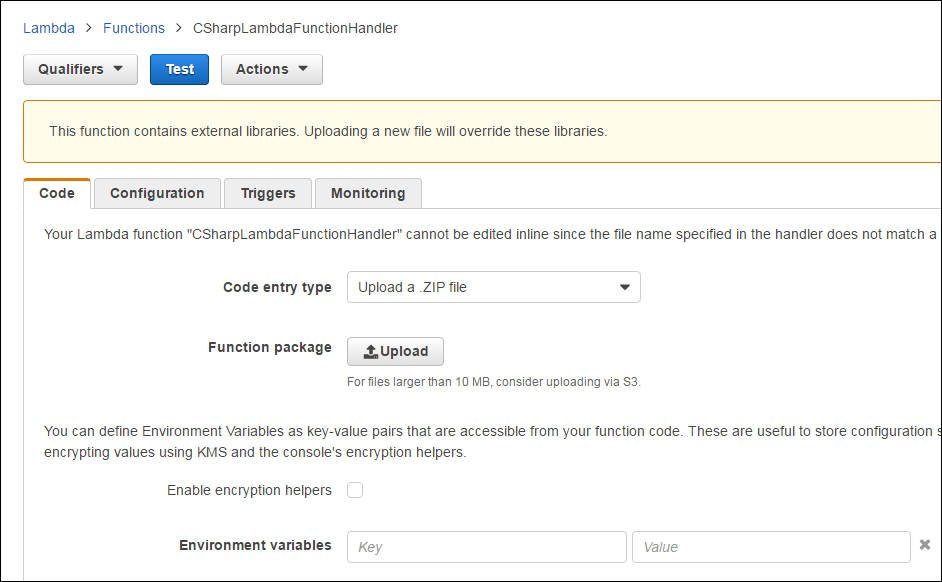 Lambda > Functions > CSharpLambdaFunctionHandler
Qualifiers Test Actions
This function contains external libraries. Uploading a new file will override these libraries.
Code Configuration Triggers Monitoring
Your Lambda function "CSharpLambdaFunctionHandler" cannot be edited inline since the file name specified in the handler does not match a
Code entry type Upload a .ZIP file
Function package Upload
For files larger than 10 MB, consider uploading via S3.
You can define Environment Variables as key-value pairs that are accessible from your function code. These are useful to store configuration s
encrypting values using KMS and the console's encryption helpers.
Enable encryption helpers
Environment variables Key Value